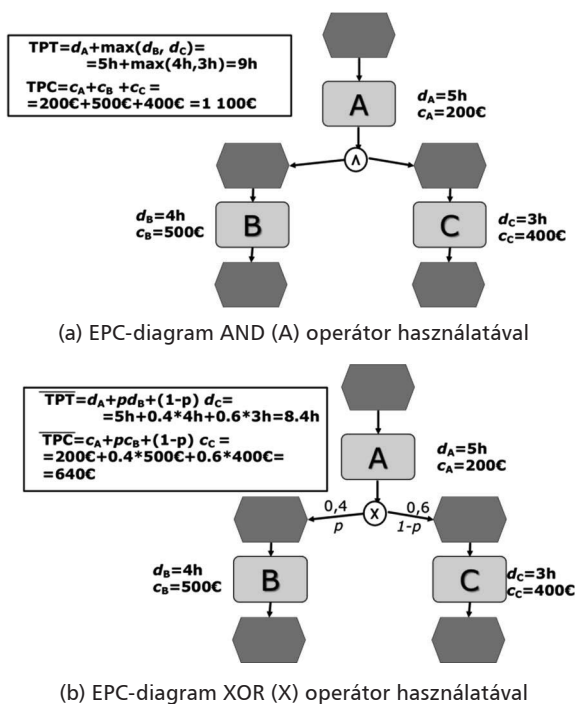 TPT=dA+max(dB, dC)=
=5h+max(4h,3h)=9h
TPC=cA+cB +cC =
=200€+500€+400€ =1 100€
A
dA=5h
cA=200€
∧
dB=4h
cB=500€
B
C
dC=3h
cC=400€
(a) EPC-diagram AND (Λ) operátor használatával
TPT=dA+pdB+(1-p) dC=
=5h+0.4*4h+0.6*3h=8.4h
TPC=cA+pcB+(1-p) cC =
=200€+0.4*500€+0.6*400€=
=640€
A
dA=5h
cA=200€
0,4
p
X
0,6
1-p
dB=4h
cB=500€
B
C
dC=3h
cC=400€
(b) EPC-diagram XOR (X) operátor használatával